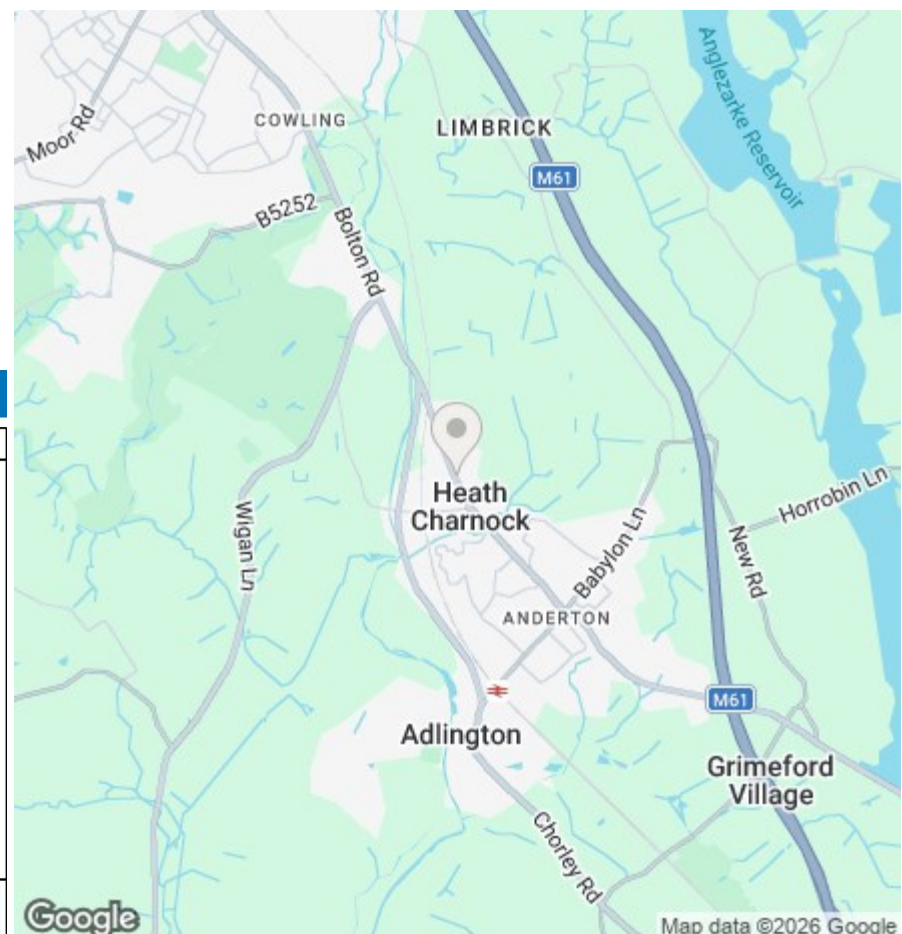 COWLING
LIMBRICK
Moor Rd
M61
Anglezarke Reservoir
B5252
Bolton Rd
Heath
Charnock
Horrobin Ln
Wigan Ln
Babylon Ln
New Rd
ANDERTON
M61
Adlington
Grimeford
Village
Chorley Rd
Google
Map data ©2026 Google